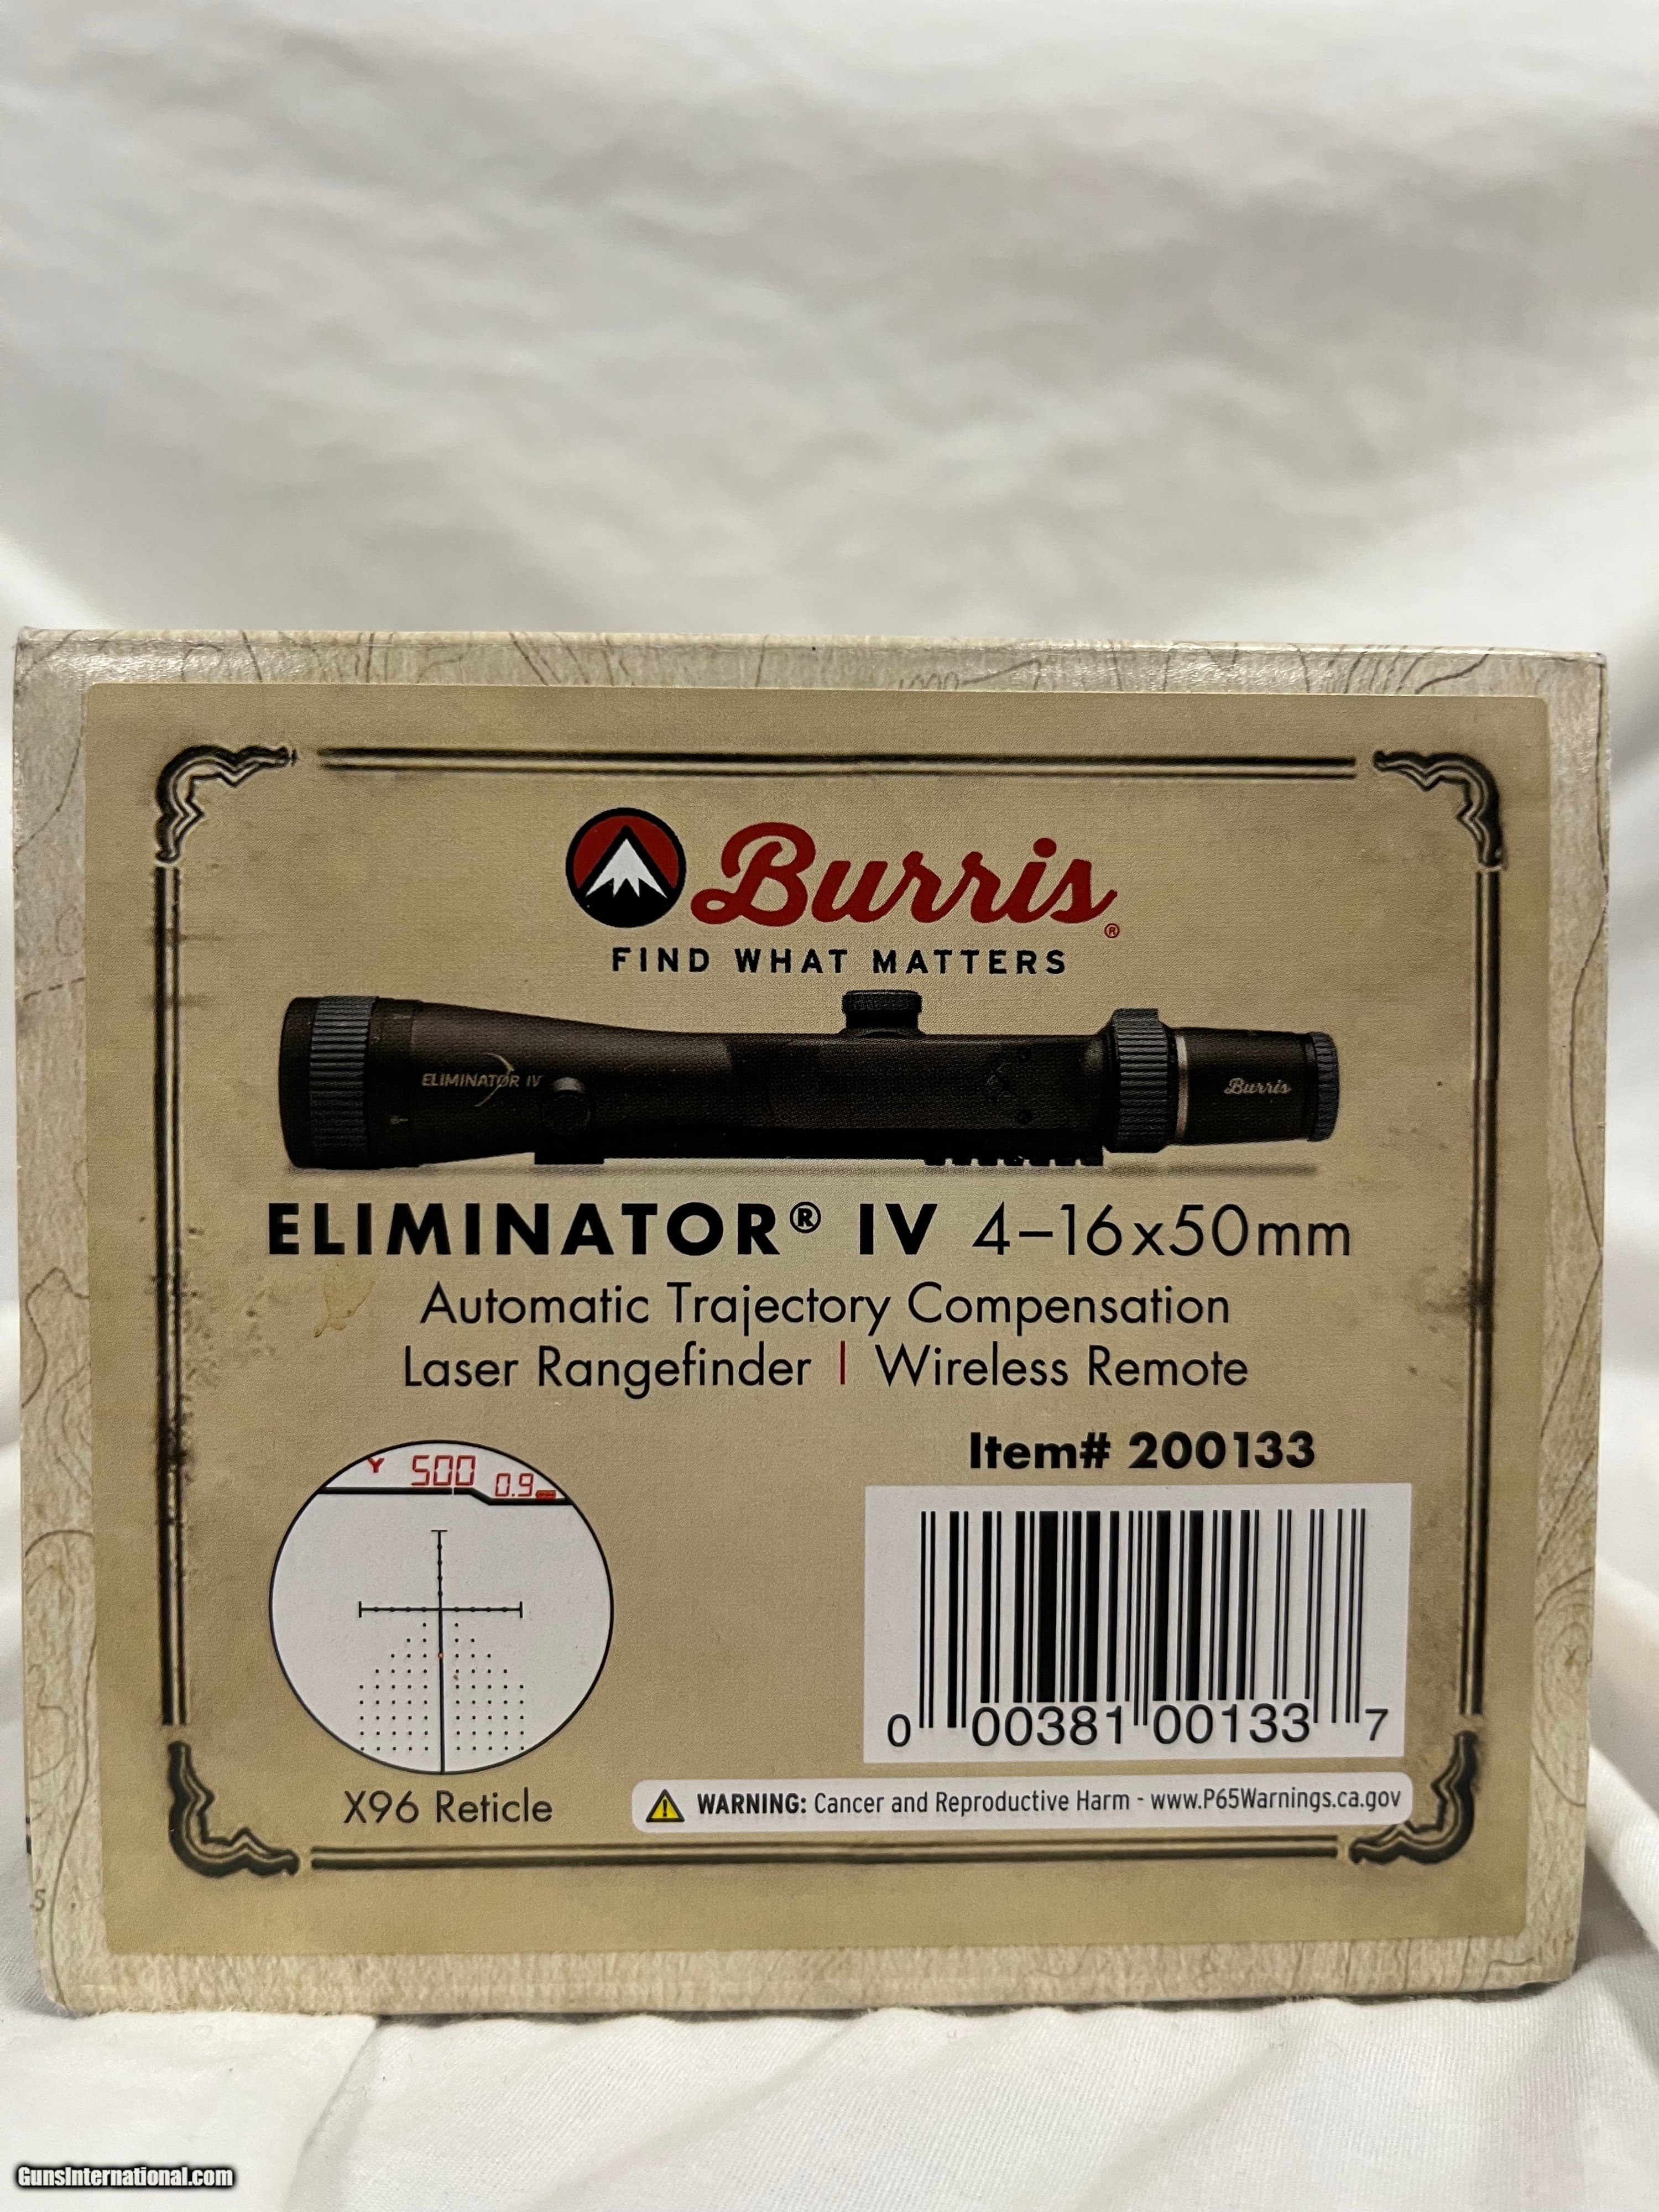 Burris®
FIND WHAT MATTERS
ELIMINATOR IV
Burris
ELIMINATOR® IV 4–16x50mm
Automatic Trajectory Compensation
Laser Rangefinder | Wireless Remote
Item# 200133
Y 500 0.9
0 00381 00133 7
X96 Reticle
WARNING: Cancer and Reproductive Harm - www.P65Warnings.ca.gov
GunsInternational.com